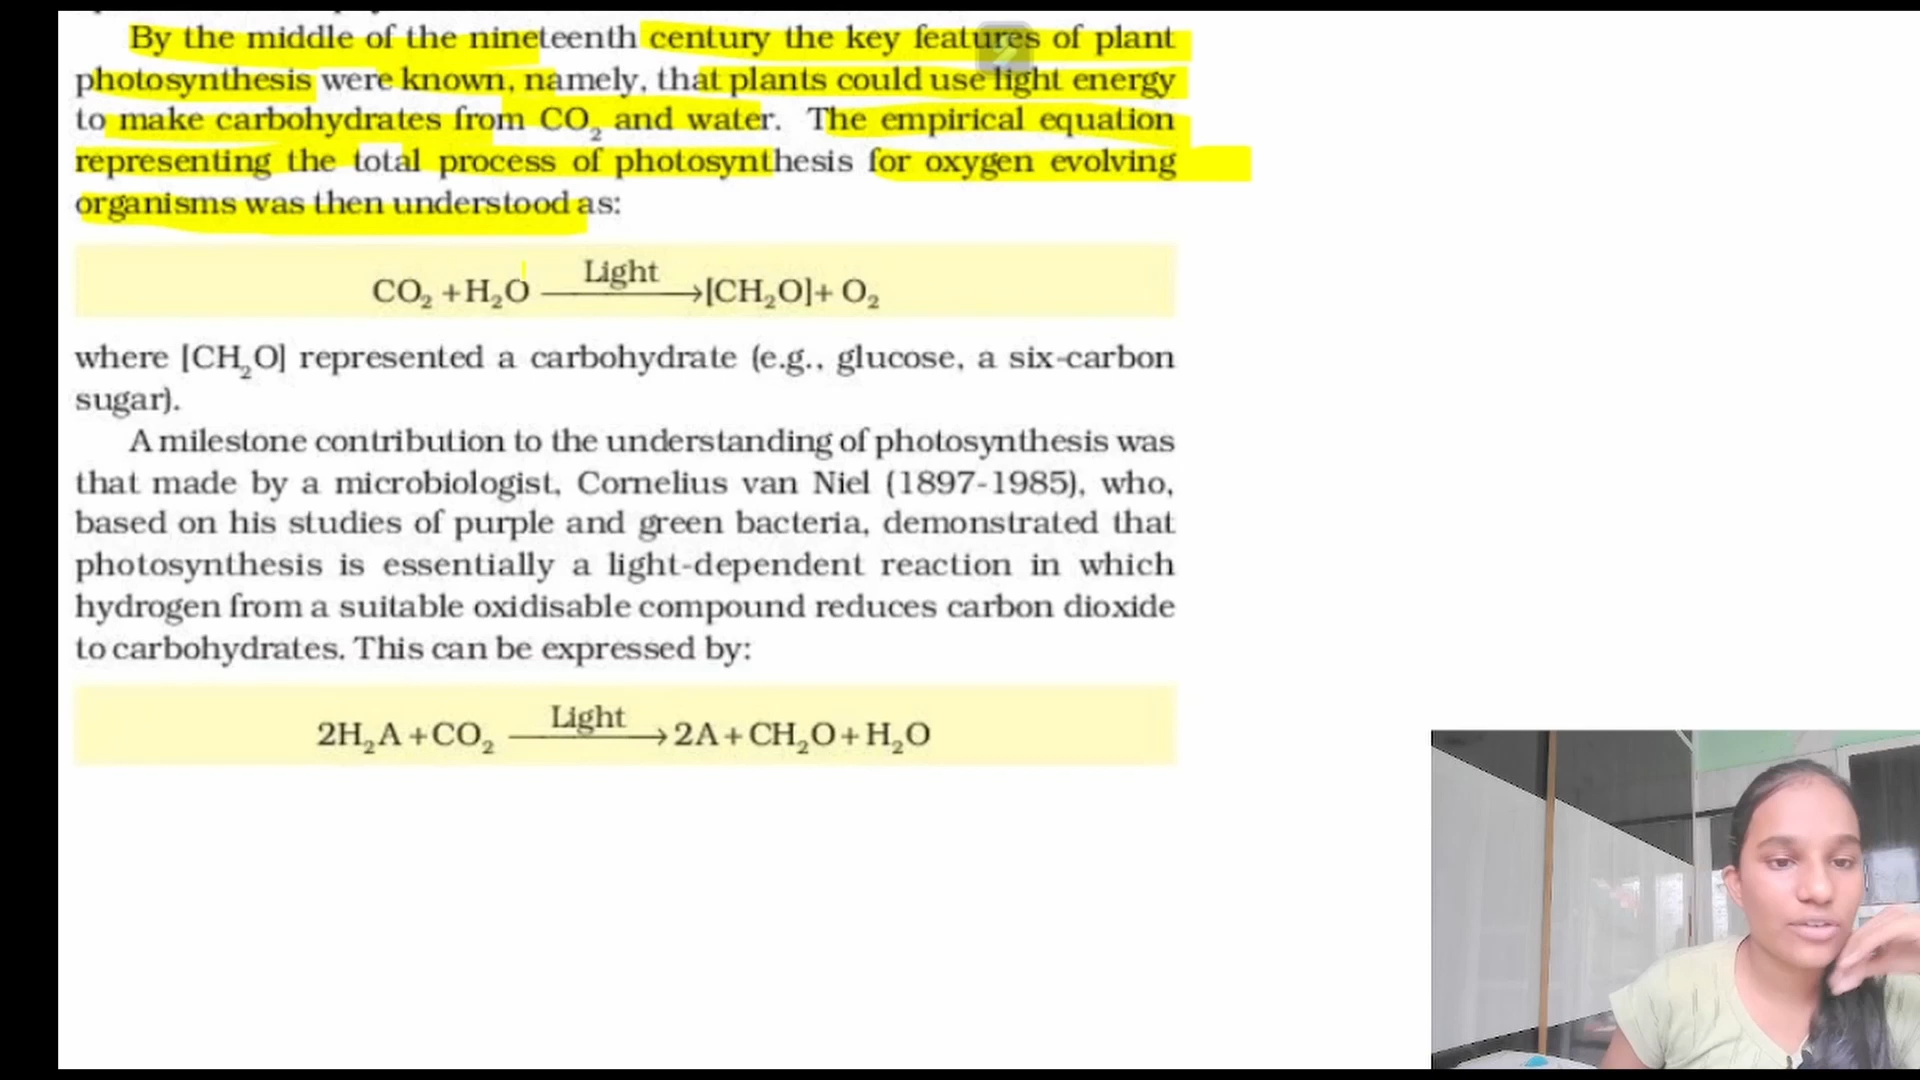 By the middle of the nineteenth century the key features of plant
photosynthesis were known, namely, that plants could use light energy
to make carbohydrates from CO₂ and water. The empirical equation
representing the total process of photosynthesis for oxygen evolving
organisms was then understood as:
CO₂ +H₂O ⟶ [CH₂O]+ O₂
Light
where [CH₂O] represented a carbohydrate (e.g., glucose, a six-carbon
sugar).
A milestone contribution to the understanding of photosynthesis was
that made by a microbiologist, Cornelius van Niel (1897-1985), who,
based on his studies of purple and green bacteria, demonstrated that
photosynthesis is essentially a light-dependent reaction in which
hydrogen from a suitable oxidisable compound reduces carbon dioxide
to carbohydrates. This can be expressed by:
2H₂A +CO₂ ⟶ 2A + CH₂O + H₂O
Light